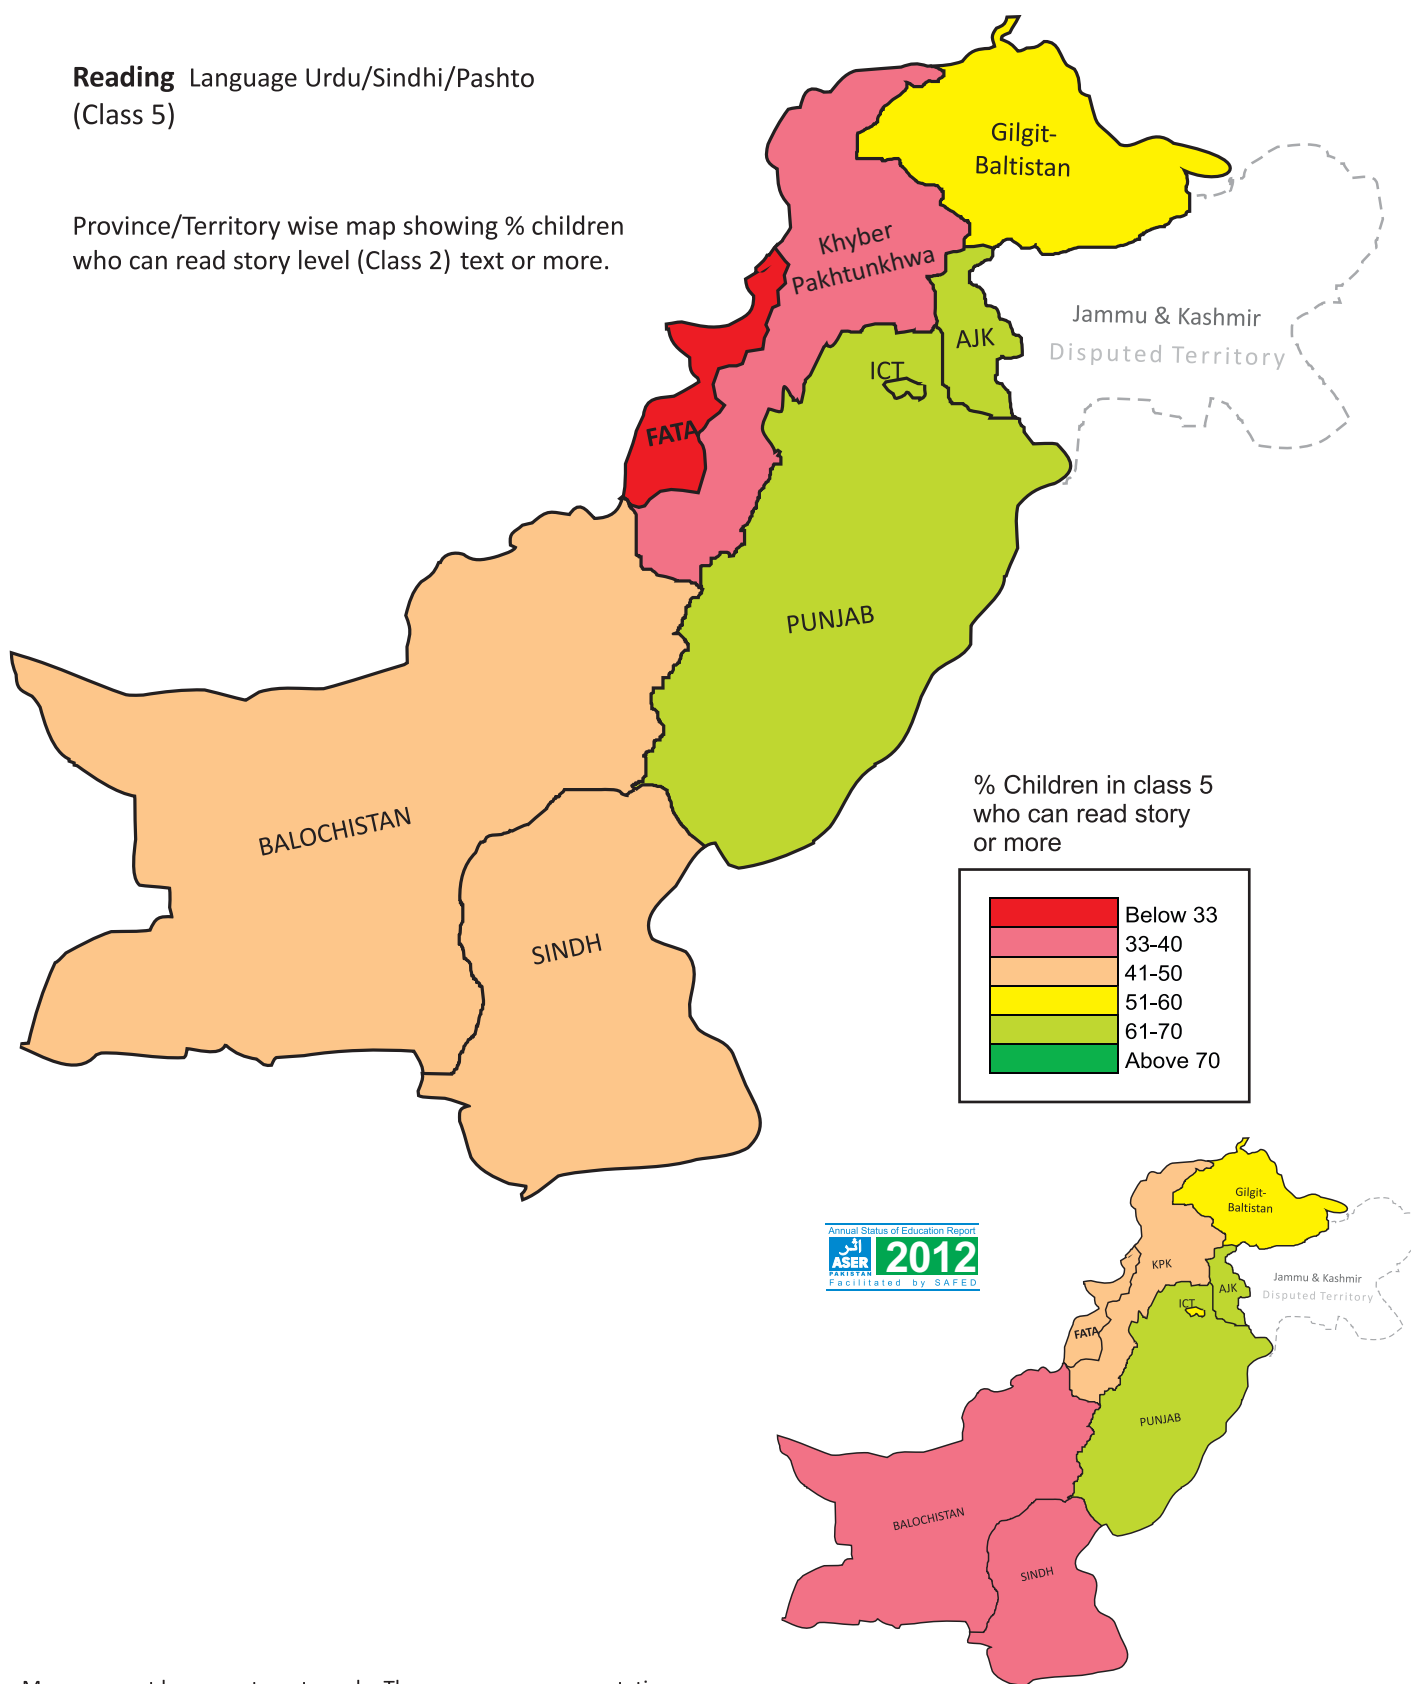 Reading Language Urdu/Sindhi/Pashto
(Class 5)
Province/Territory wise map showing % children
who can read story level (Class 2) text or more.
Gilgit-
Baltistan
Khyber
Pakhtunkhwa
Jammu & Kashmir
Disputed Territory
AJK
ICT
FATA
PUNJAB
BALOCHISTAN
SINDH
% Children in class 5
who can read story
or more
Below 33
33-40
41-50
51-60
61-70
Above 70
Annual Status of Education Report
اثر
ASER
PAKISTAN
2012
Facilitated by SAFED
Gilgit-
Baltistan
KPK
Jammu & Kashmir
Disputed Territory
AJK
ICT
FATA
PUNJAB
BALOCHISTAN
SINDH